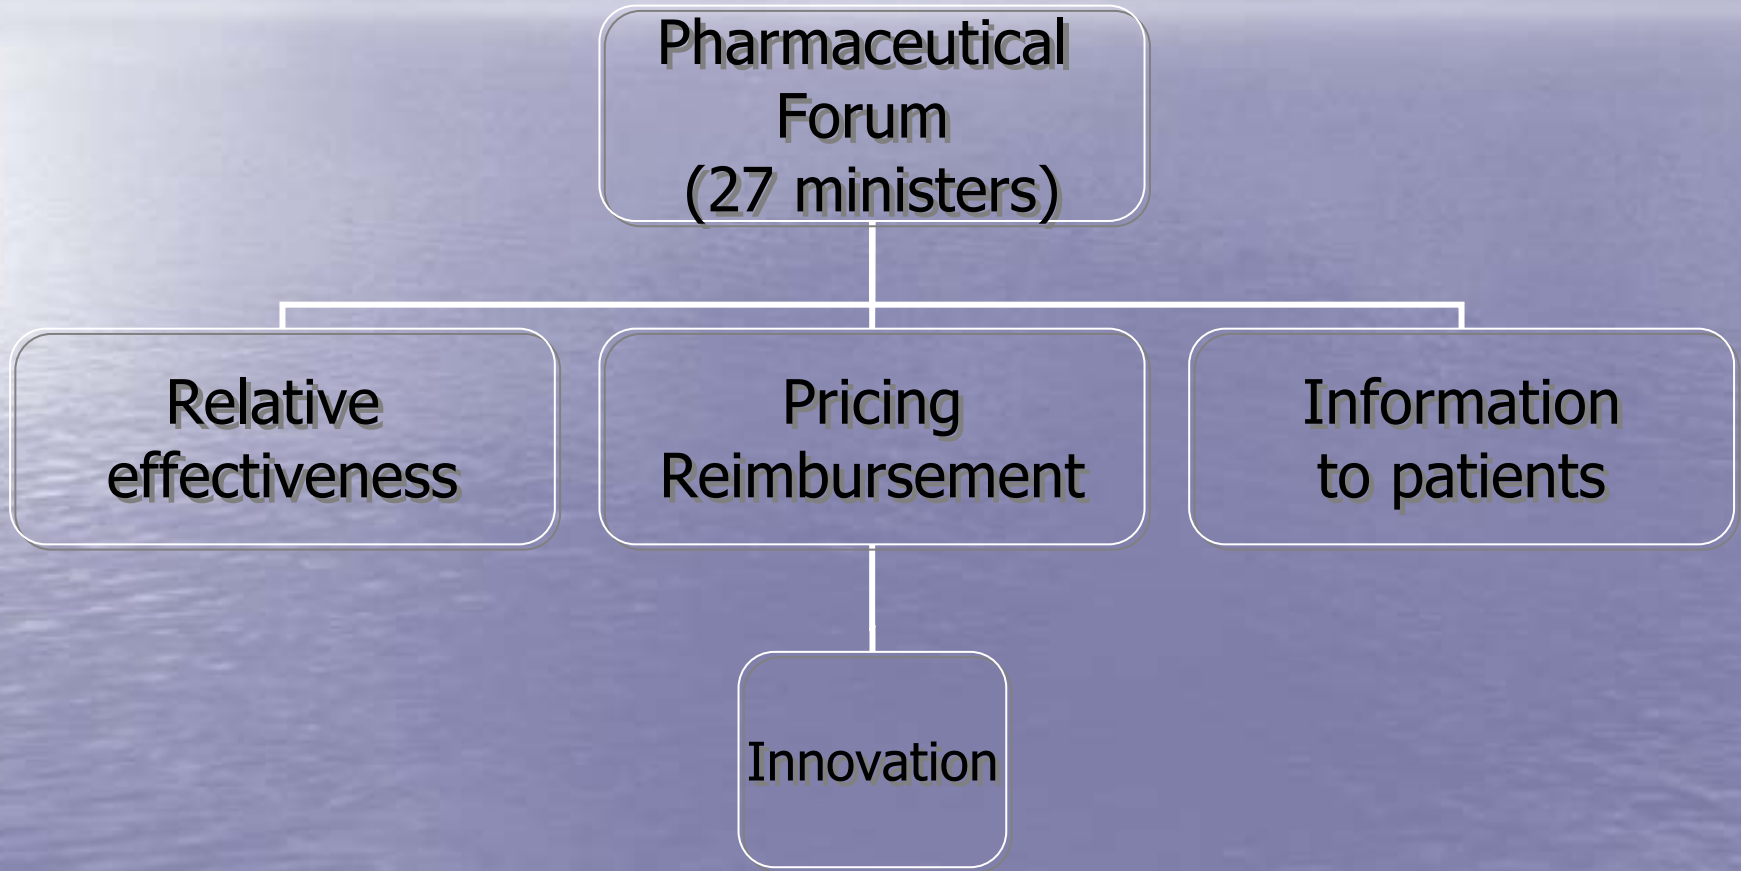 Pharmaceutical
Forum
(27 ministers)
Relative
effectiveness
Pricing
Reimbursement
Information
to patients
Innovation